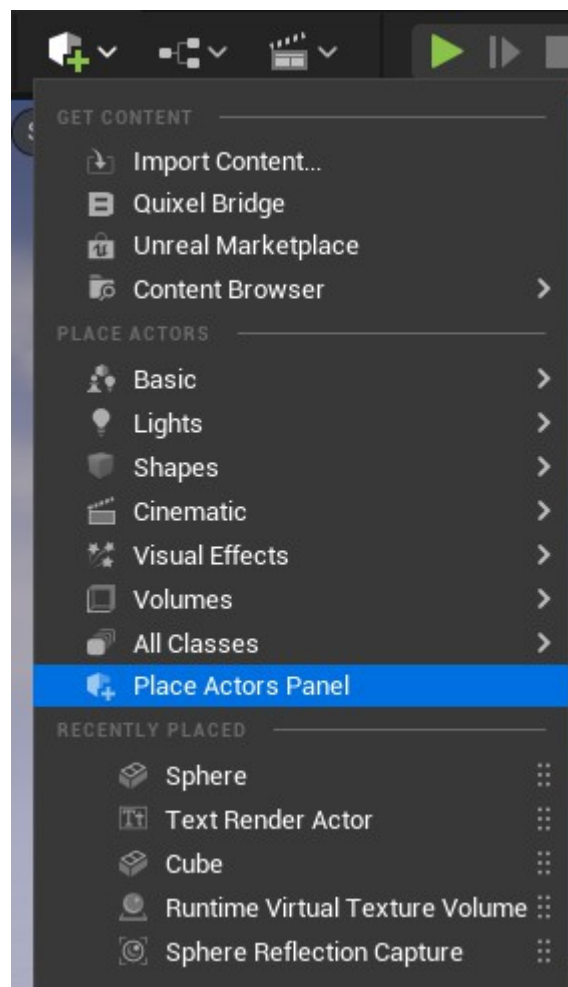 GET CONTENT
Import Content...
Quixel Bridge
Unreal Marketplace
Content Browser
PLACE ACTORS
Basic
Lights
Shapes
Cinematic
Visual Effects
Volumes
All Classes
Place Actors Panel
RECENTLY PLACED
Sphere
Text Render Actor
Cube
Runtime Virtual Texture Volume
Sphere Reflection Capture